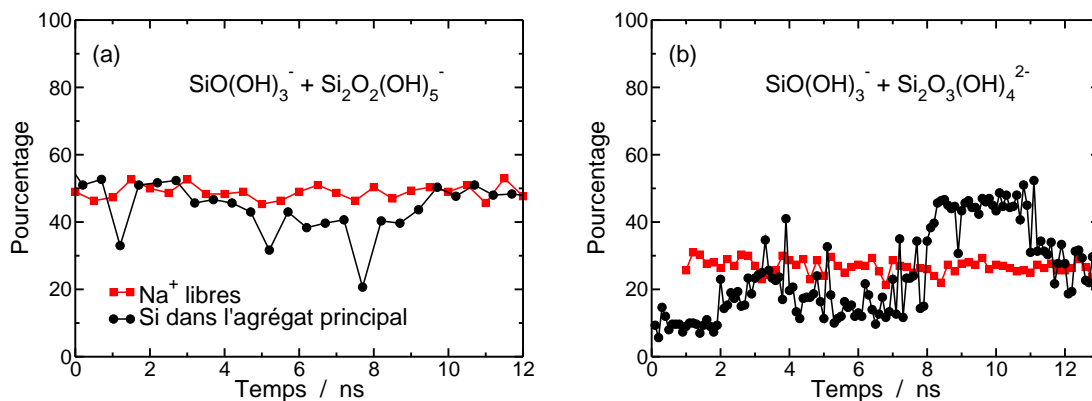 100
80
60
40
20
0
Pourcentage
(a)
SiO(OH)₃⁻ + Si₂O₂(OH)₅⁻
Na⁺ libres
Si dans l'agrégat principal
0 2 4 6 8 10 12
Temps / ns
100
80
60
40
20
0
Pourcentage
(b)
SiO(OH)₃⁻ + Si₂O₃(OH)₄²⁻
0 2 4 6 8 10 12
Temps / ns